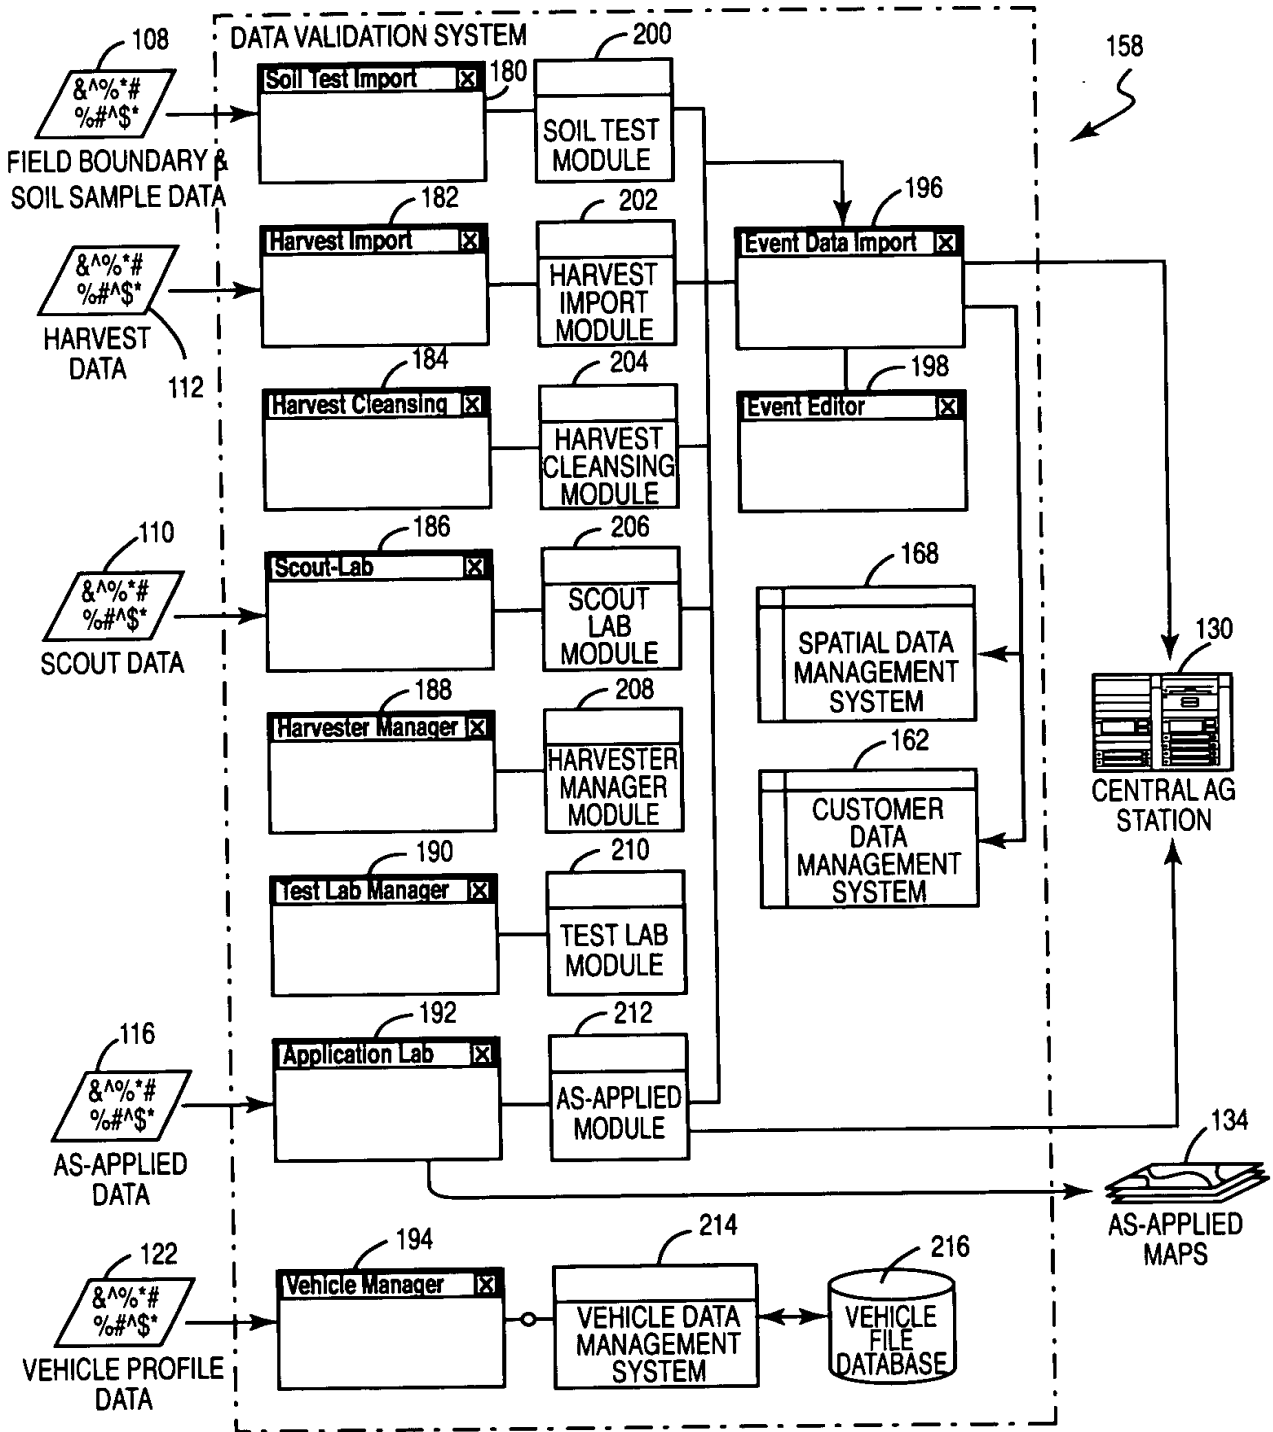 DATA VALIDATION SYSTEM
108
&^%*#
%#^$*
FIELD BOUNDARY &
SOIL SAMPLE DATA
Soil Test Import
180
200
SOIL TEST
MODULE
158
112
&^%*#
%#^$*
HARVEST
DATA
182
Harvest Import
202
HARVEST
IMPORT
MODULE
196
Event Data Import
184
Harvest Cleansing
204
HARVEST
CLEANSING
MODULE
198
Event Editor
110
&^%*#
%#^$*
SCOUT DATA
186
Scout-Lab
206
SCOUT
LAB
MODULE
168
SPATIAL DATA
MANAGEMENT
SYSTEM
130
CENTRAL AG
STATION
188
Harvester Manager
208
HARVESTER
MANAGER
MODULE
162
CUSTOMER
DATA
MANAGEMENT
SYSTEM
190
Test Lab Manager
210
TEST LAB
MODULE
116
&^%*#
%#^$*
AS-APPLIED
DATA
192
Application Lab
212
AS-APPLIED
MODULE
134
AS-APPLIED
MAPS
122
&^%*#
%#^$*
VEHICLE PROFILE
DATA
194
Vehicle Manager
214
VEHICLE DATA
MANAGEMENT
SYSTEM
216
VEHICLE
FILE
DATABASE